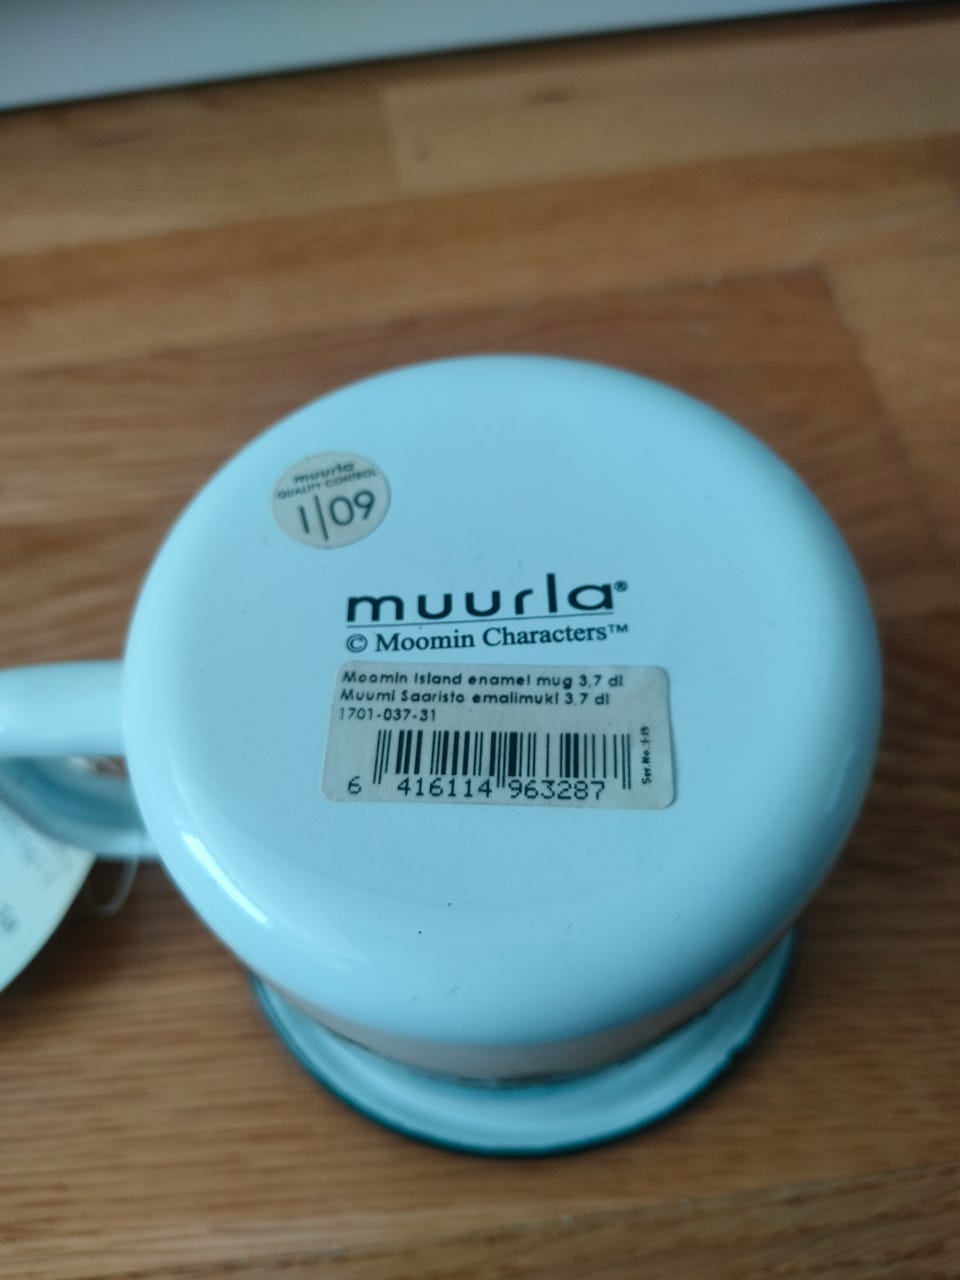 muurla
QUALITY CONTROL
1|09
muurla®
© Moomin Characters™
Moomin Island enamel mug 3,7 dl
Muumi Saaristo emalimuki 3,7 dl
1701-037-31
6 416114 963287